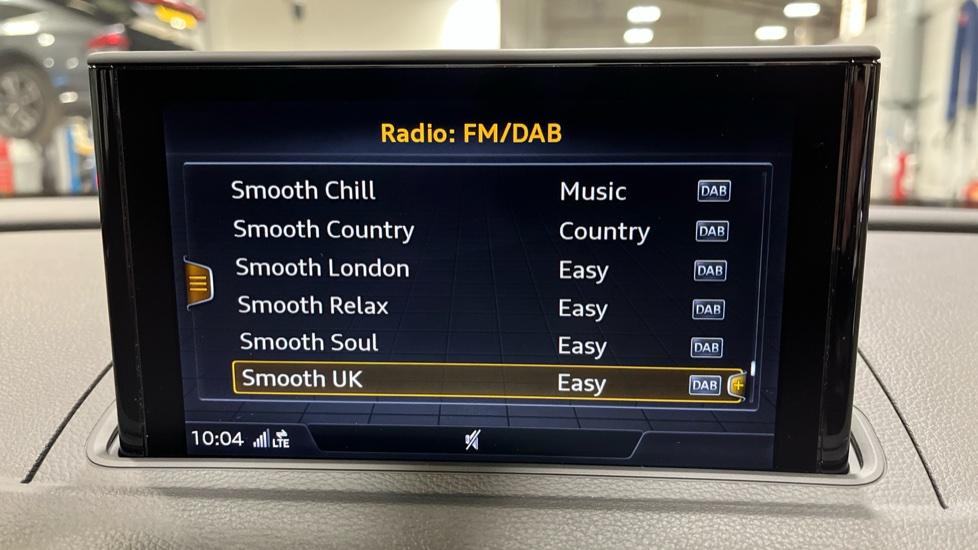 Radio: FM/DAB
Smooth Chill Music DAB
Smooth Country Country DAB
Smooth London Easy DAB
Smooth Relax Easy DAB
Smooth Soul Easy DAB
Smooth UK Easy DAB +
10:04 LTE